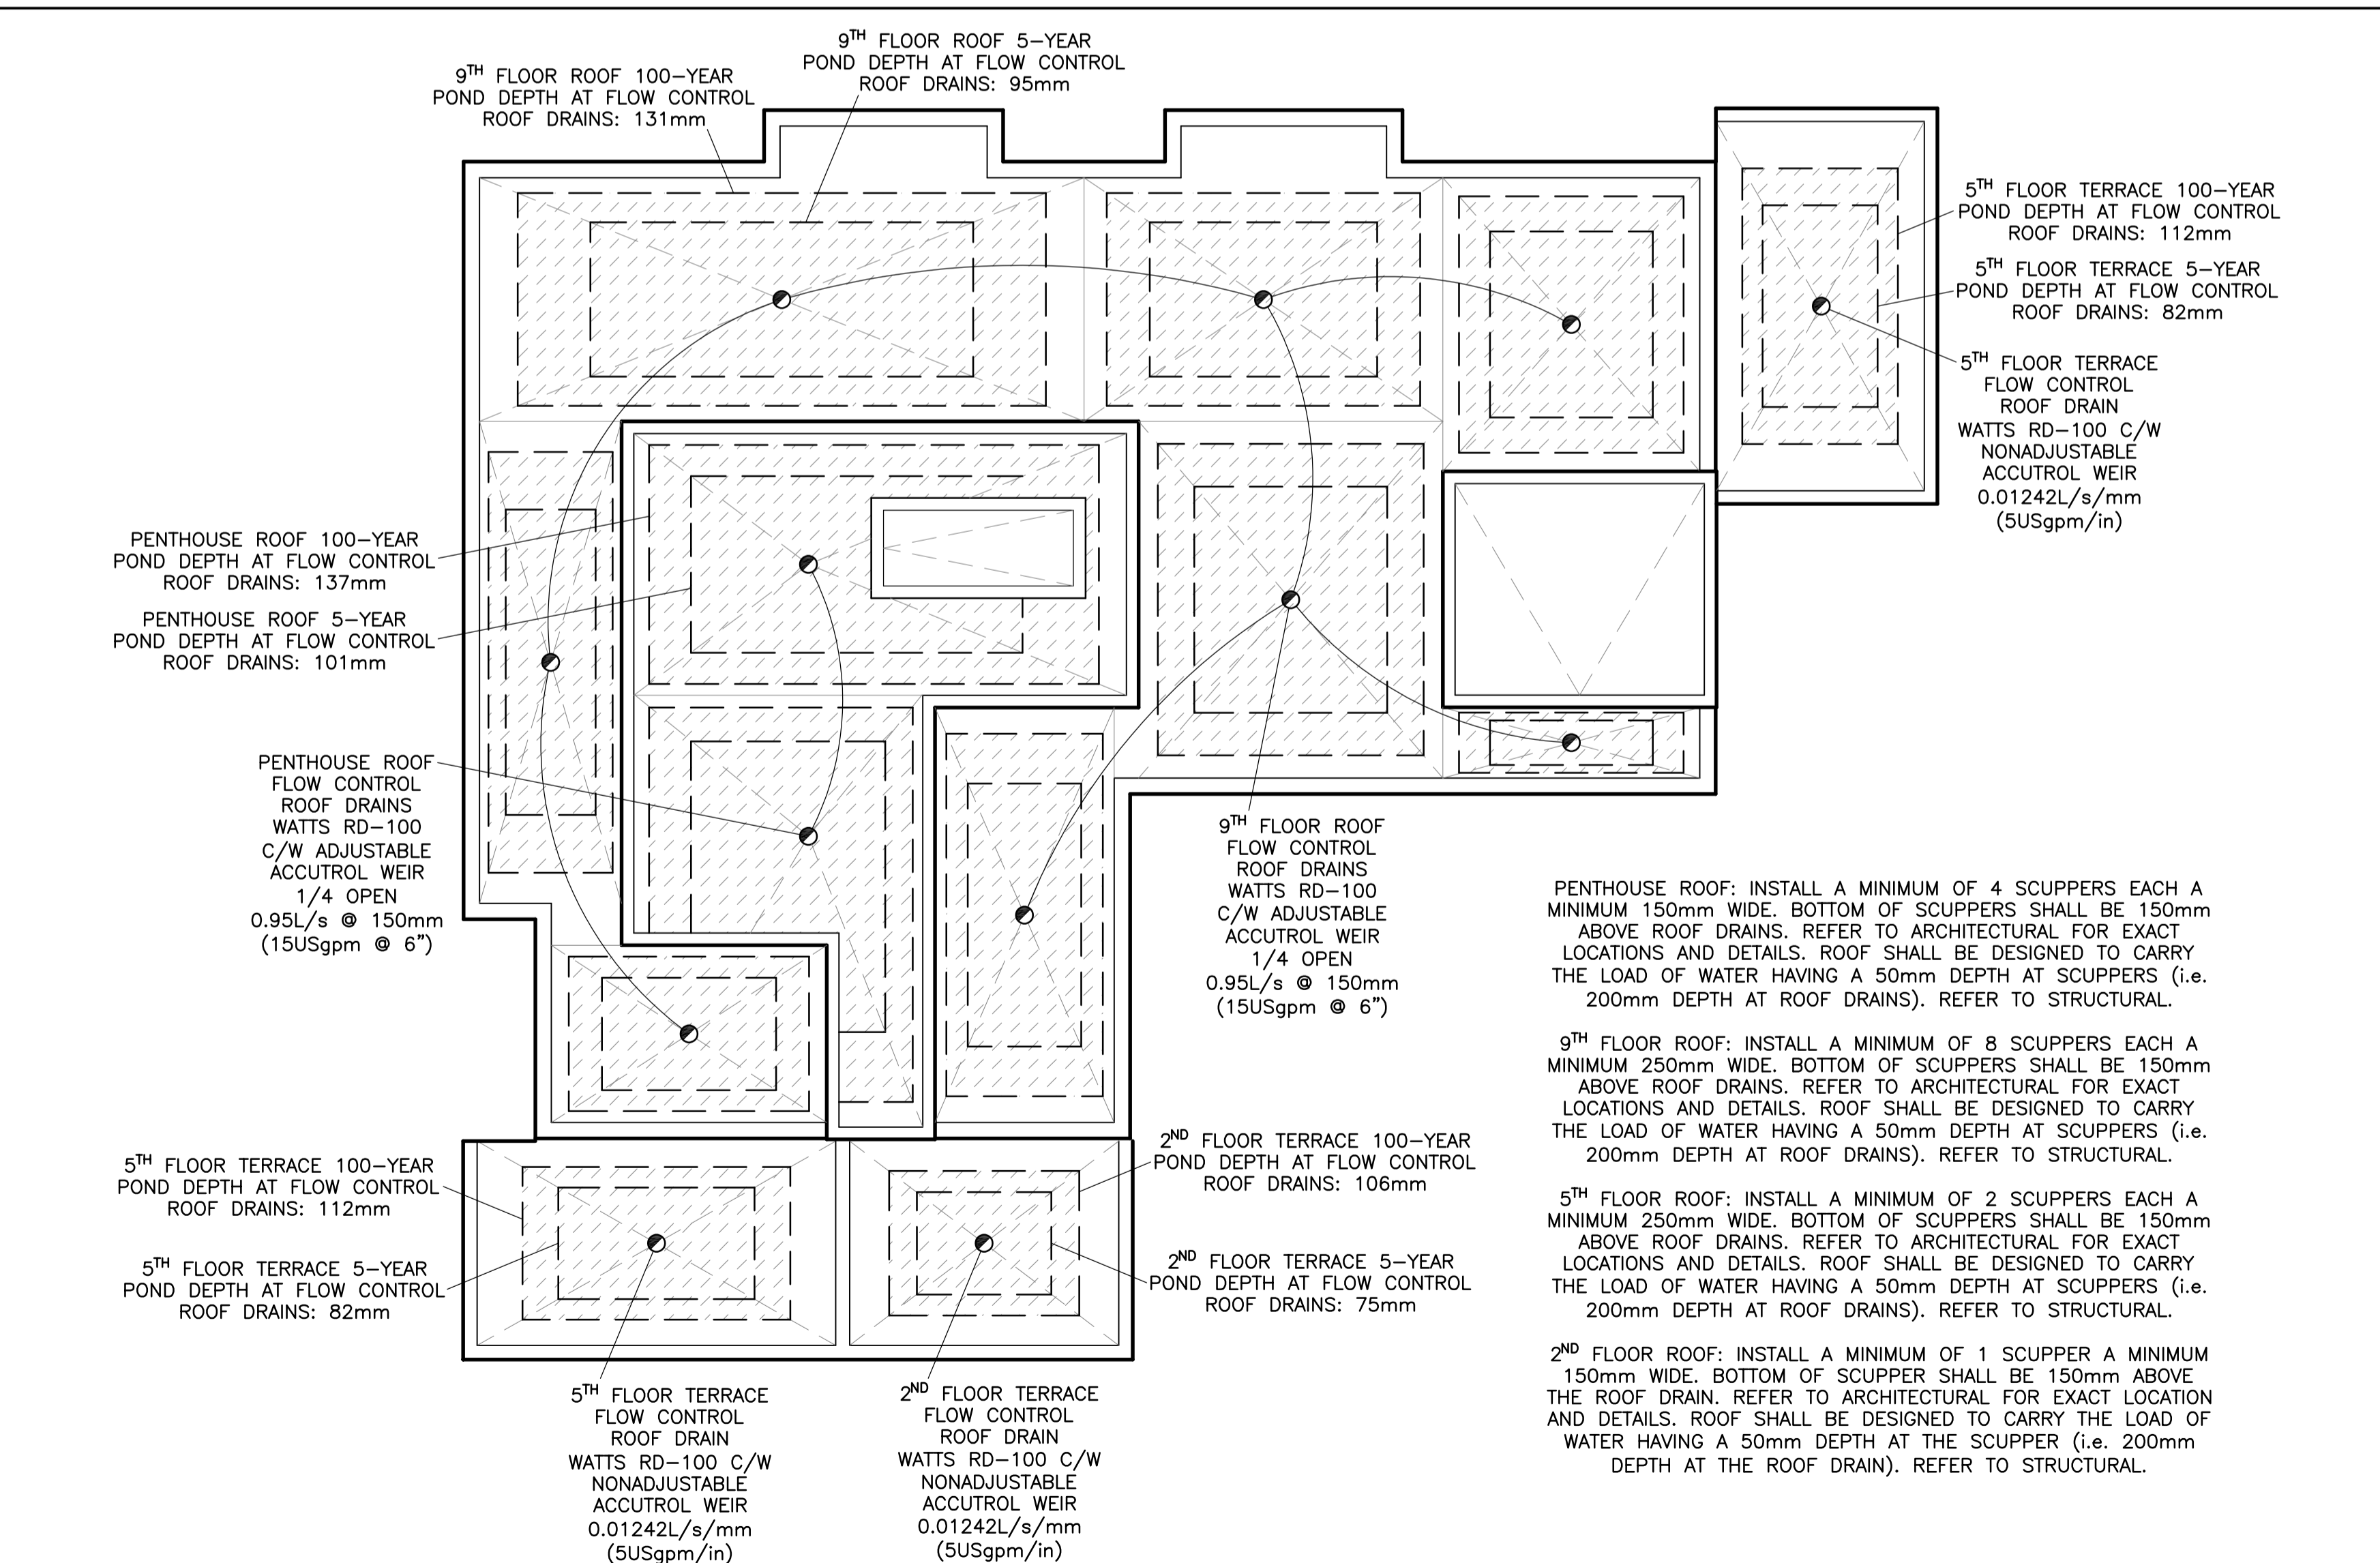 9TH FLOOR ROOF 5-YEAR
POND DEPTH AT FLOW CONTROL
ROOF DRAINS: 95mm
9TH FLOOR ROOF 100-YEAR
POND DEPTH AT FLOW CONTROL
ROOF DRAINS: 131mm
5TH FLOOR TERRACE 100-YEAR
POND DEPTH AT FLOW CONTROL
ROOF DRAINS: 112mm
5TH FLOOR TERRACE 5-YEAR
POND DEPTH AT FLOW CONTROL
ROOF DRAINS: 82mm
5TH FLOOR TERRACE
FLOW CONTROL
ROOF DRAIN
WATTS RD-100 C/W
NONADJUSTABLE
ACCUTROL WEIR
0.01242L/s/mm
(5USgpm/in)
PENTHOUSE ROOF 100-YEAR
POND DEPTH AT FLOW CONTROL
ROOF DRAINS: 137mm
PENTHOUSE ROOF 5-YEAR
POND DEPTH AT FLOW CONTROL
ROOF DRAINS: 101mm
PENTHOUSE ROOF
FLOW CONTROL
ROOF DRAINS
WATTS RD-100
C/W ADJUSTABLE
ACCUTROL WEIR
1/4 OPEN
0.95L/s @ 150mm
(15USgpm @ 6")
9TH FLOOR ROOF
FLOW CONTROL
ROOF DRAINS
WATTS RD-100
C/W ADJUSTABLE
ACCUTROL WEIR
1/4 OPEN
0.95L/s @ 150mm
(15USgpm @ 6")
PENTHOUSE ROOF: INSTALL A MINIMUM OF 4 SCUPPERS EACH A
MINIMUM 150mm WIDE. BOTTOM OF SCUPPERS SHALL BE 150mm
ABOVE ROOF DRAINS. REFER TO ARCHITECTURAL FOR EXACT
LOCATIONS AND DETAILS. ROOF SHALL BE DESIGNED TO CARRY
THE LOAD OF WATER HAVING A 50mm DEPTH AT SCUPPERS (i.e.
200mm DEPTH AT ROOF DRAINS). REFER TO STRUCTURAL.
9TH FLOOR ROOF: INSTALL A MINIMUM OF 8 SCUPPERS EACH A
MINIMUM 250mm WIDE. BOTTOM OF SCUPPERS SHALL BE 150mm
ABOVE ROOF DRAINS. REFER TO ARCHITECTURAL FOR EXACT
LOCATIONS AND DETAILS. ROOF SHALL BE DESIGNED TO CARRY
THE LOAD OF WATER HAVING A 50mm DEPTH AT SCUPPERS (i.e.
200mm DEPTH AT ROOF DRAINS). REFER TO STRUCTURAL.
5TH FLOOR ROOF: INSTALL A MINIMUM OF 2 SCUPPERS EACH A
MINIMUM 250mm WIDE. BOTTOM OF SCUPPERS SHALL BE 150mm
ABOVE ROOF DRAINS. REFER TO ARCHITECTURAL FOR EXACT
LOCATIONS AND DETAILS. ROOF SHALL BE DESIGNED TO CARRY
THE LOAD OF WATER HAVING A 50mm DEPTH AT SCUPPERS (i.e.
200mm DEPTH AT ROOF DRAINS). REFER TO STRUCTURAL.
2ND FLOOR ROOF: INSTALL A MINIMUM OF 1 SCUPPER A MINIMUM
150mm WIDE. BOTTOM OF SCUPPER SHALL BE 150mm ABOVE
THE ROOF DRAIN. REFER TO ARCHITECTURAL FOR EXACT LOCATION
AND DETAILS. ROOF SHALL BE DESIGNED TO CARRY THE LOAD OF
WATER HAVING A 50mm DEPTH AT THE SCUPPER (i.e. 200mm
DEPTH AT THE ROOF DRAIN). REFER TO STRUCTURAL.
5TH FLOOR TERRACE 100-YEAR
POND DEPTH AT FLOW CONTROL
ROOF DRAINS: 112mm
5TH FLOOR TERRACE 5-YEAR
POND DEPTH AT FLOW CONTROL
ROOF DRAINS: 82mm
2ND FLOOR TERRACE 100-YEAR
POND DEPTH AT FLOW CONTROL
ROOF DRAINS: 106mm
2ND FLOOR TERRACE 5-YEAR
POND DEPTH AT FLOW CONTROL
ROOF DRAINS: 75mm
5TH FLOOR TERRACE
FLOW CONTROL
ROOF DRAIN
WATTS RD-100 C/W
NONADJUSTABLE
ACCUTROL WEIR
0.01242L/s/mm
(5USgpm/in)
2ND FLOOR TERRACE
FLOW CONTROL
ROOF DRAIN
WATTS RD-100 C/W
NONADJUSTABLE
ACCUTROL WEIR
0.01242L/s/mm
(5USgpm/in)